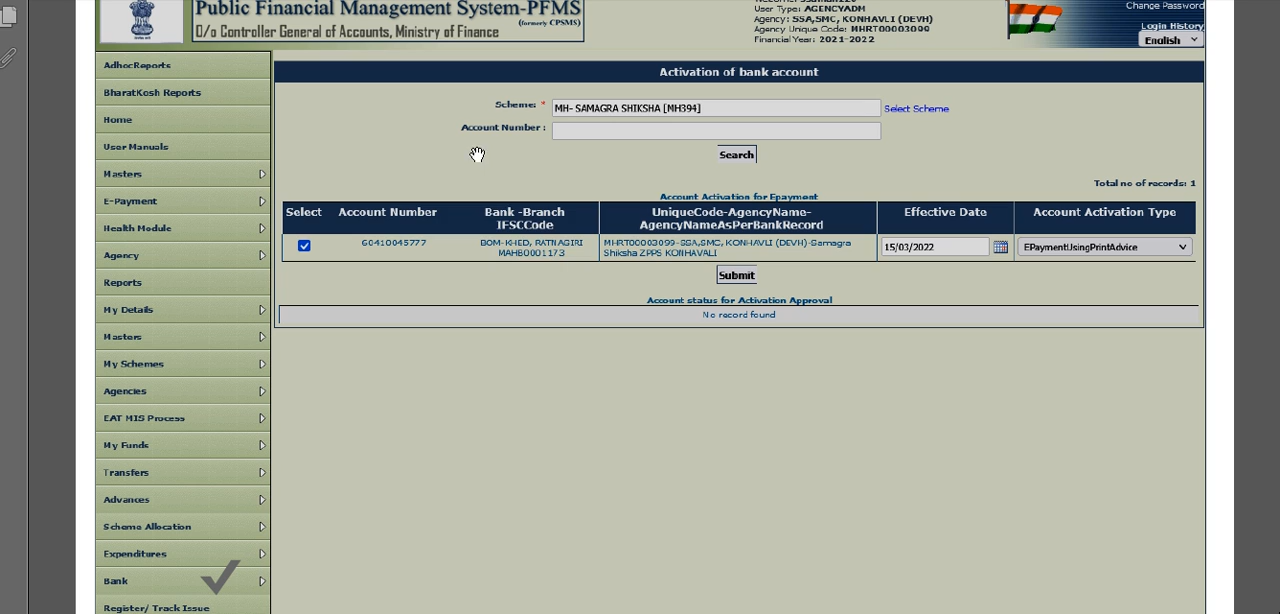 Public Financial Management System-PFMS
(formerly CPSMS)
O/o Controller General of Accounts, Ministry of Finance
User Type: AGENCYADM
Agency: SSA,SMC, KONHAVLI (DEVH)
Agency Unique Code: MHRT00003099
Financial Year: 2021-2022
Change Password
Login History
English
AdhocReports
BharatKosh Reports
Home
User Manuals
Masters
E-Payment
Health Module
Agency
Reports
My Details
Masters
My Schemes
Agencies
EAT MIS Process
My Funds
Transfers
Advances
Scheme Allocation
Expenditures
Bank
Register/ Track Issue
Activation of bank account
Scheme: * MH- SAMAGRA SHIKSHA [MH394] Select Scheme
Account Number :
Search
Total no of records: 1
Account Activation for Epayment
Select Account Number Bank -Branch IFSCCode UniqueCode-AgencyName-AgencyNameAsPerBankRecord Effective Date Account Activation Type
60410045777 BOM-KHED, RATNAGIRI MAHB0001173 MHRT00003099-SSA,SMC, KONHAVLI (DEVH)-Samagra Shiksha ZPPS KONHAVALI 15/03/2022 EPaymentUsingPrintAdvice
Submit
Account status for Activation Approval
No record found